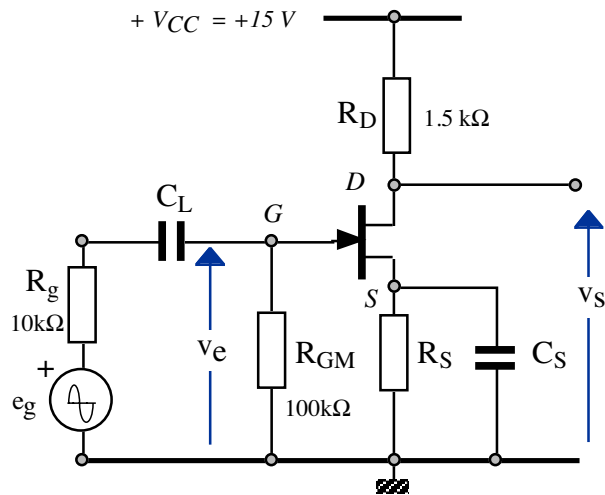 + VCC = +15 V
RD
1.5 kΩ
D
CL
G
Rg
10kΩ
S
vs
ve
RGM
RS
CS
+
eg
100kΩ